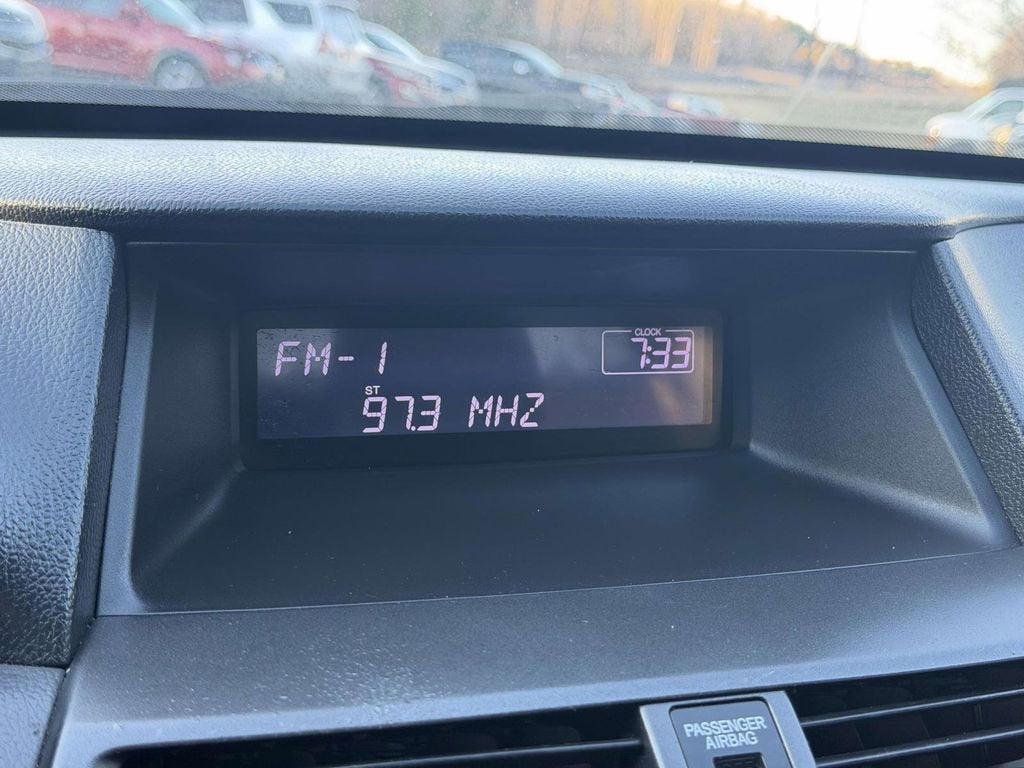 FM-1
CLOCK
7:33
ST
97.3 MHZ
PASSENGER
AIRBAG